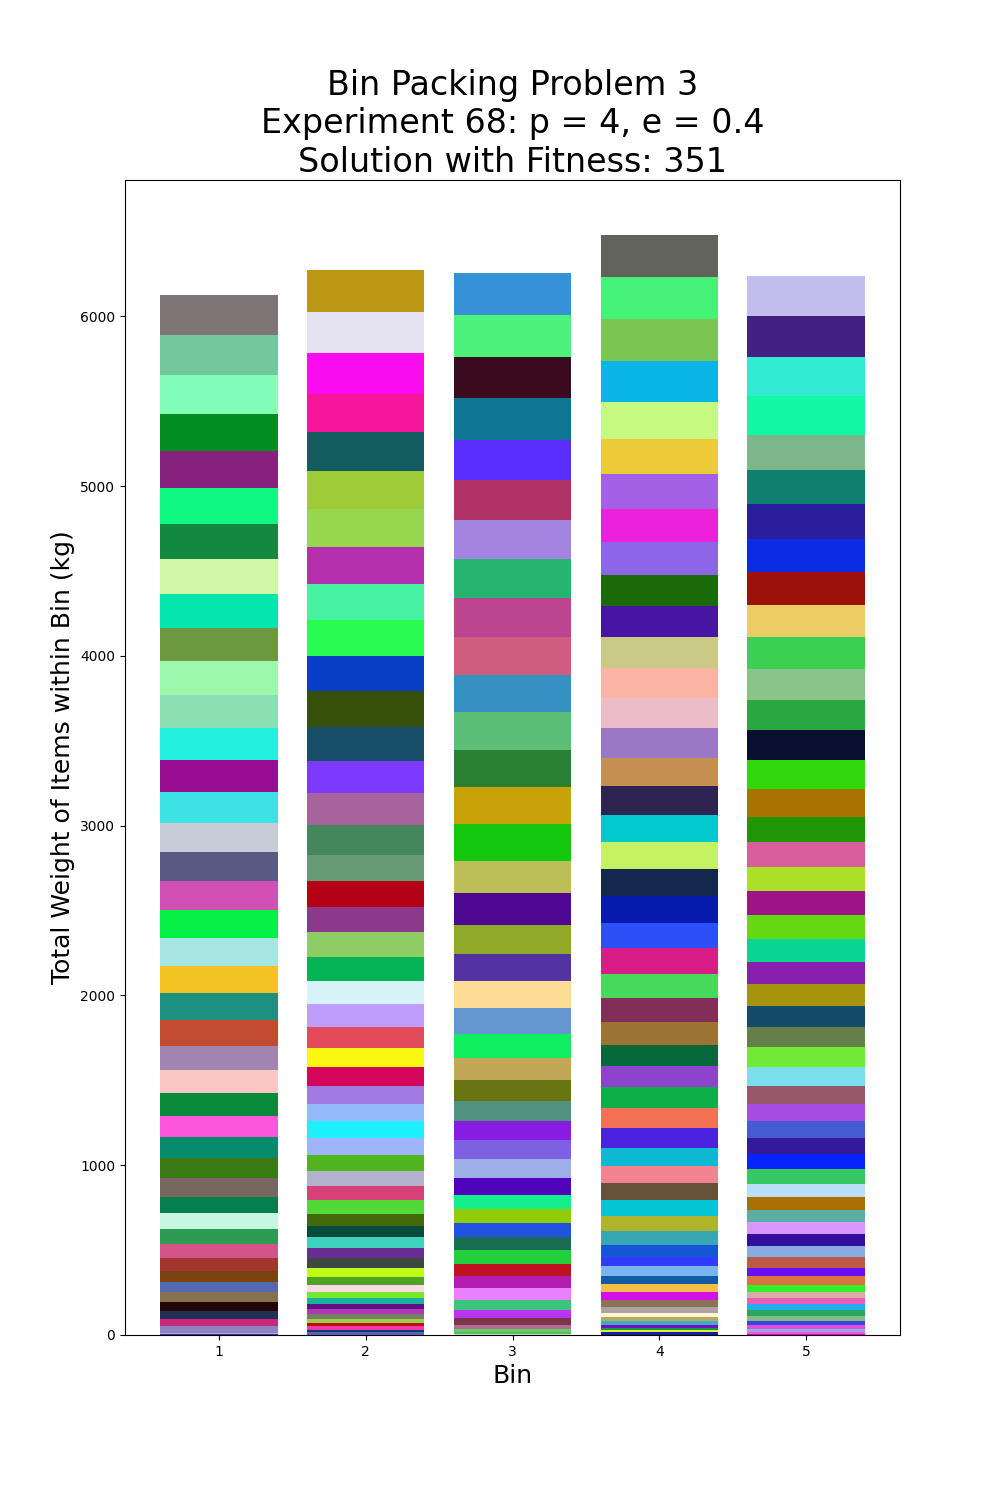 Bin Packing Problem 3
Experiment 68: p = 4, e = 0.4
Solution with Fitness: 351
Total Weight of Items within Bin (kg)
6000
5000
4000
3000
2000
1000
0
1 2 3 4 5
Bin